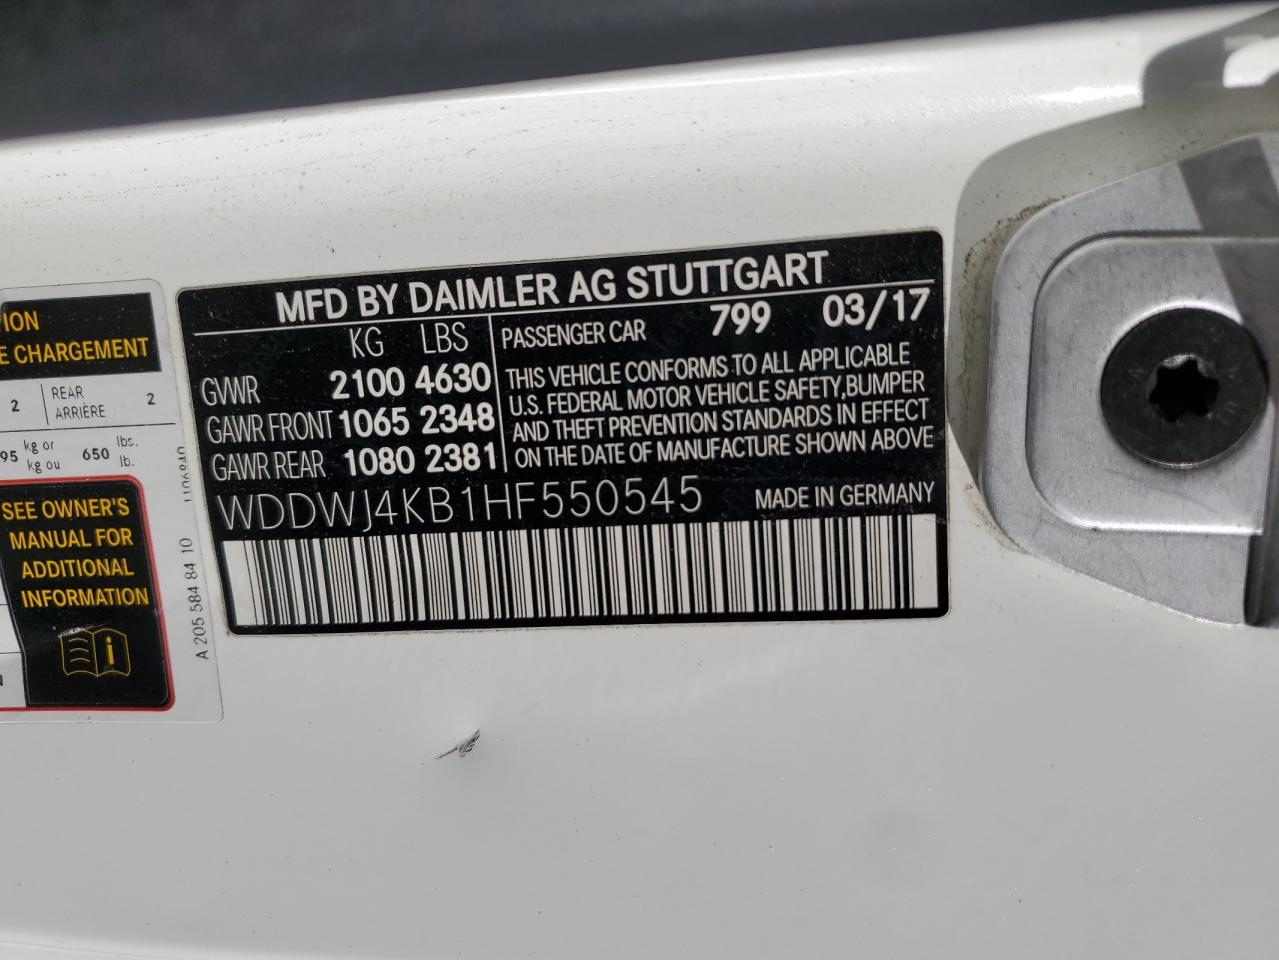 MFD BY DAIMLER AG STUTTGART
KG LBS
GVWR 2100 4630
GAWR FRONT 1065 2348
GAWR REAR 1080 2381
PASSENGER CAR 799 03/17
THIS VEHICLE CONFORMS TO ALL APPLICABLE
U.S. FEDERAL MOTOR VEHICLE SAFETY, BUMPER
AND THEFT PREVENTION STANDARDS IN EFFECT
ON THE DATE OF MANUFACTURE SHOWN ABOVE
WDDWJ4KB1HF550545 MADE IN GERMANY
CHARGEMENT
2 REAR 2
ARRIÈRE
kg or 650 lbs.
kg ou lb.
SEE OWNER'S
MANUAL FOR
ADDITIONAL
INFORMATION
i
A 205 584 84 10